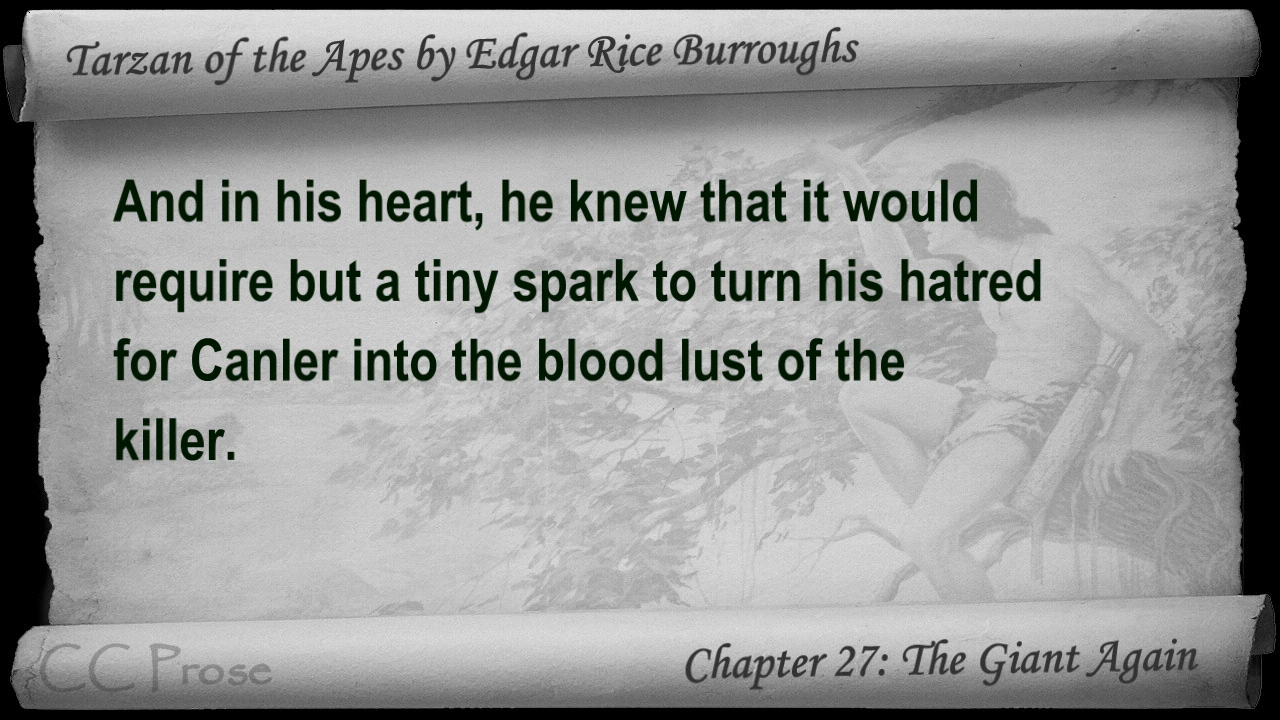 Tarzan of the Apes by Edgar Rice Burroughs
And in his heart, he knew that it would
require but a tiny spark to turn his hatred
for Canler into the blood lust of the
killer.
CC Prose
Chapter 27: The Giant Again